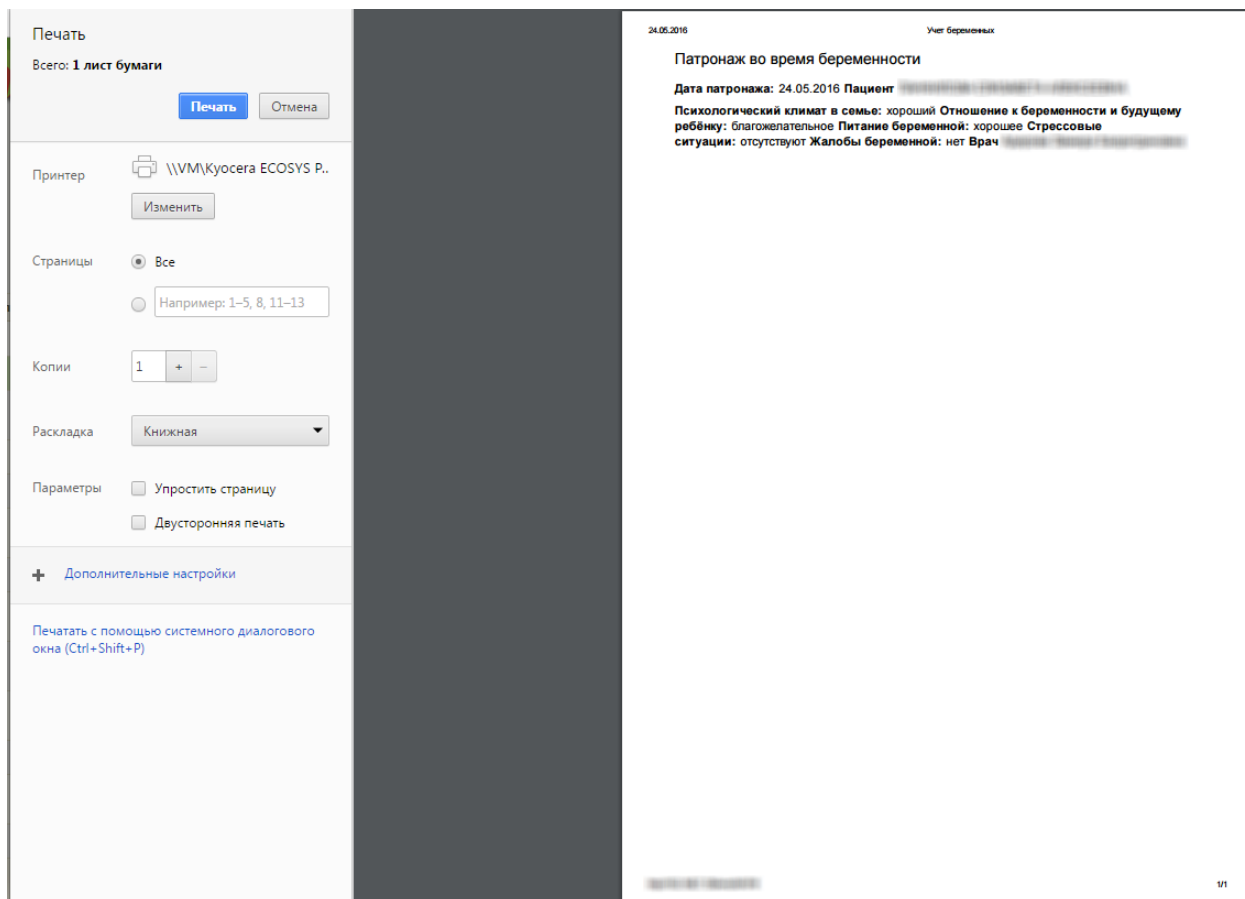 Печать
Всего: 1 лист бумаги
Печать Отмена
Принтер \\VM\Kyocera ECOSYS P..
Изменить
Страницы Все
Например: 1–5, 8, 11–13
Копии 1 + −
Раскладка Книжная
Параметры Упростить страницу
Двусторонняя печать
+ Дополнительные настройки
Печатать с помощью системного диалогового
окна (Ctrl+Shift+P)
24.05.2016 Учет беременных
Патронаж во время беременности
Дата патронажа: 24.05.2016 Пациент
Психологический климат в семье: хороший Отношение к беременности и будущему
ребёнку: благожелательное Питание беременной: хорошее Стрессовые
ситуации: отсутствуют Жалобы беременной: нет Врач
1/1